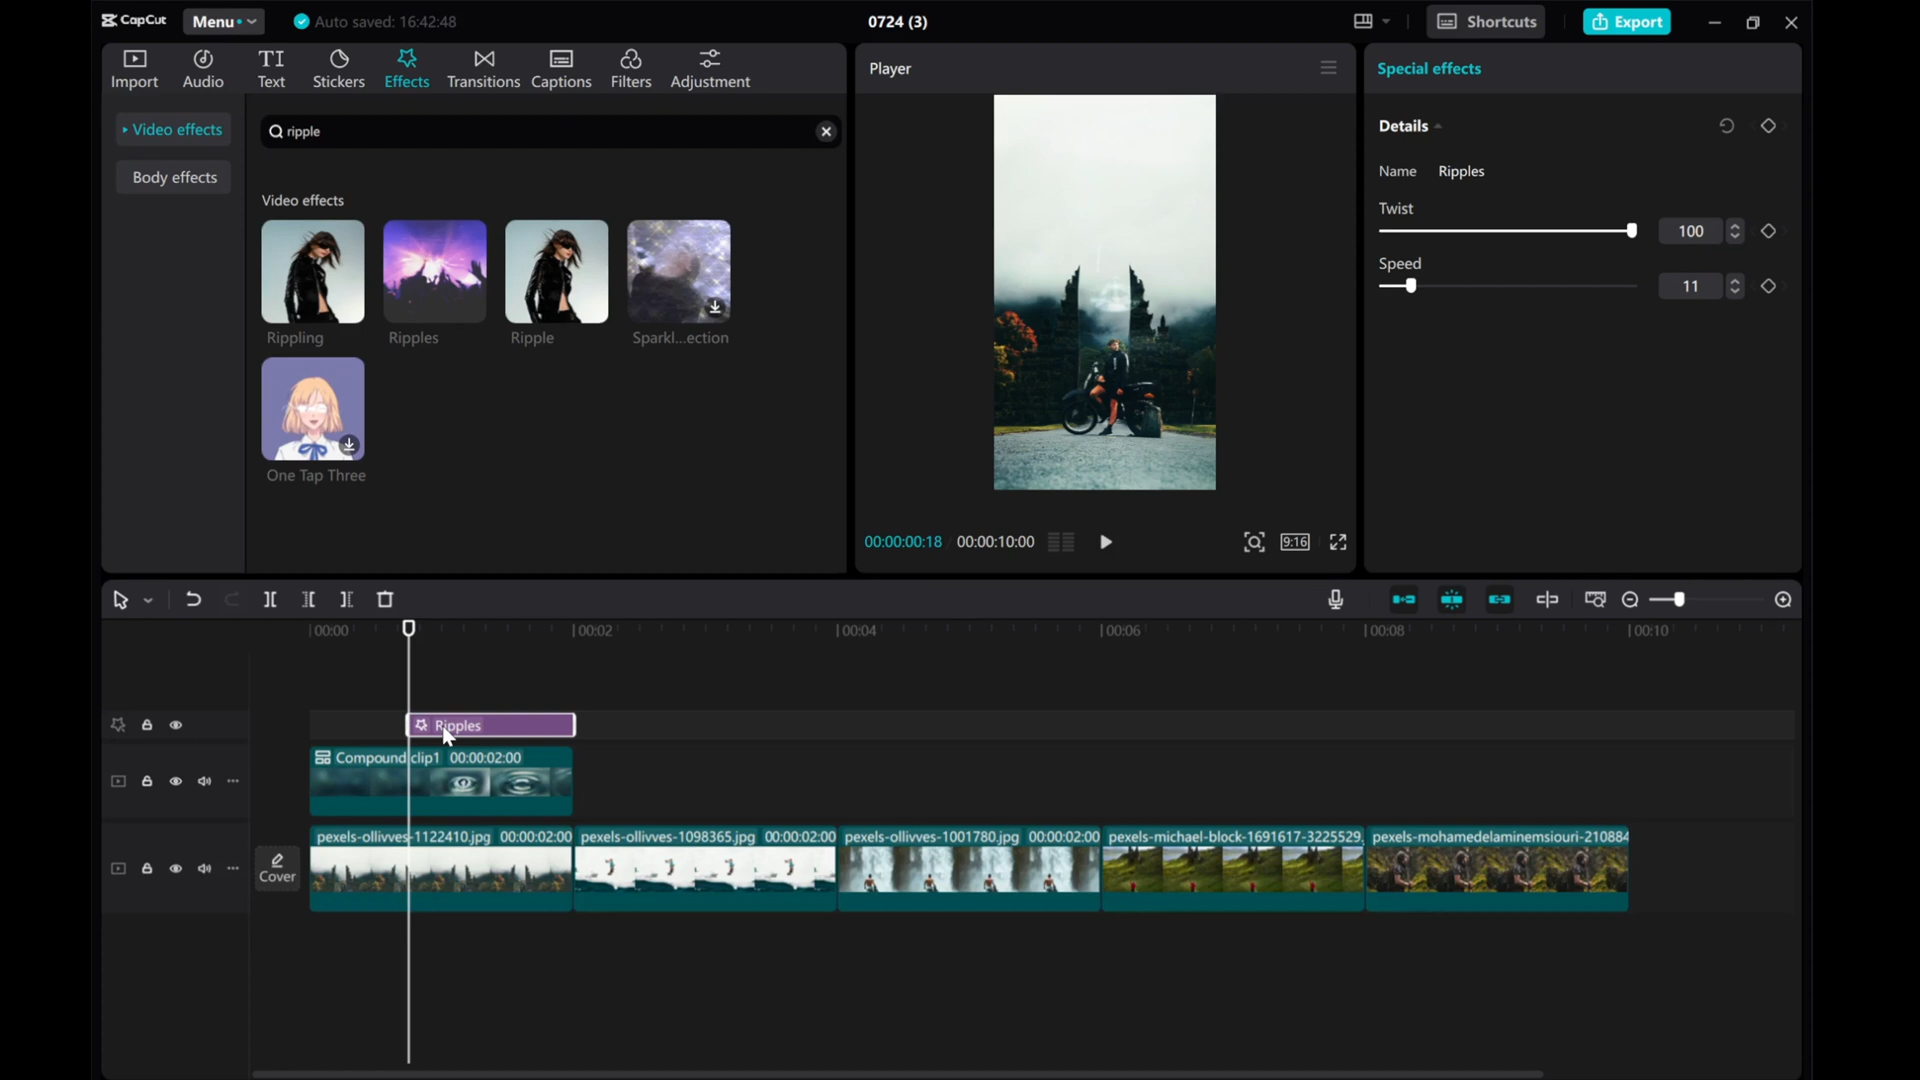 CapCut Menu Auto saved: 16:42:48 0724 (3) Shortcuts Export
Import Audio Text Stickers Effects Transitions Captions Filters Adjustment
Video effects
Body effects
ripple
Video effects
Rippling Ripples Ripple Sparkl...ection
One Tap Three
Player
00:00:00:18 00:00:10:00 9:16
Special effects
Details
Name Ripples
Twist
100
Speed
11
00:00 00:02 00:04 00:06 00:08 00:10
Ripples
Compound clip1 00:00:02:00
Cover
pexels-ollivves-1122410.jpg 00:00:02:00 pexels-ollivves-1098365.jpg 00:00:02:00 pexels-ollivves-1001780.jpg 00:00:02:00 pexels-michael-block-1691617-3225529. pexels-mohamedelaminemsiouri-210884